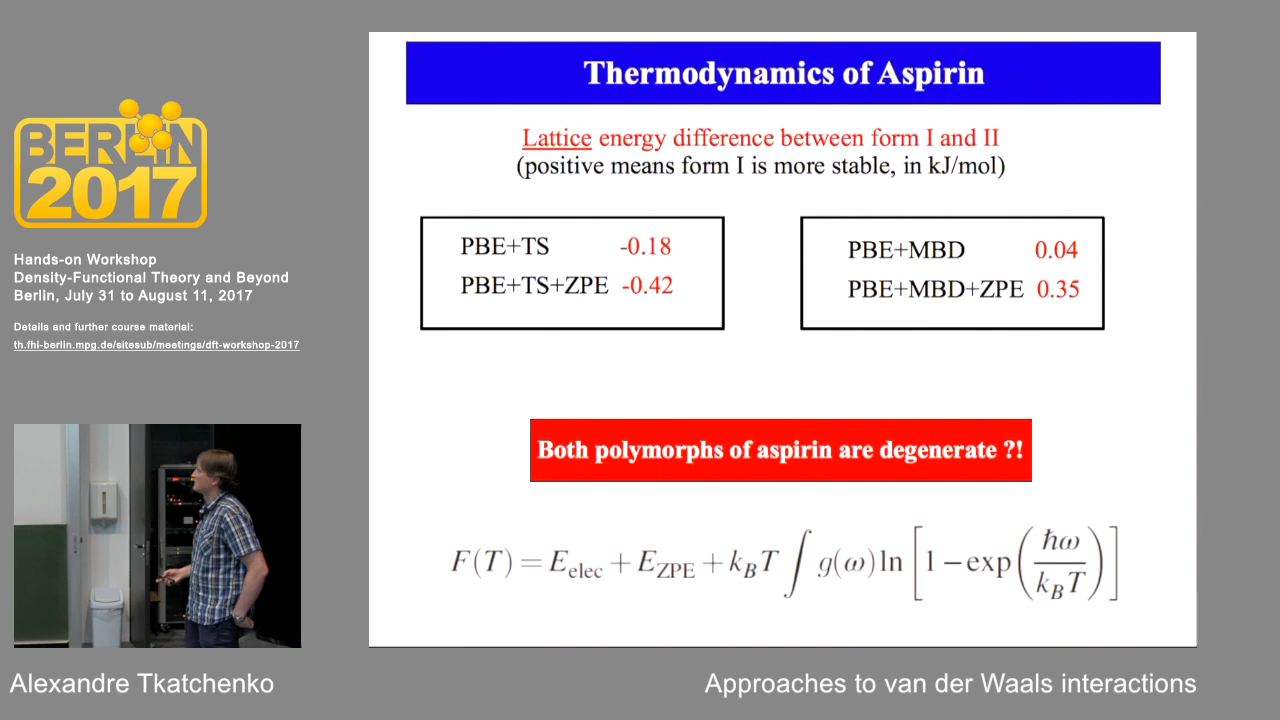 BERLIN
2017
Hands-on Workshop
Density-Functional Theory and Beyond
Berlin, July 31 to August 11, 2017
Details and further course material:
th.fhi-berlin.mpg.de/sitesub/meetings/dft-workshop-2017
Thermodynamics of Aspirin
Lattice energy difference between form I and II
(positive means form I is more stable, in kJ/mol)
PBE+TS -0.18
PBE+TS+ZPE -0.42
PBE+MBD 0.04
PBE+MBD+ZPE 0.35
Both polymorphs of aspirin are degenerate ?!
F(T) = E_elec + E_ZPE + k_B T ∫ g(ω) ln [1 − exp (ħω / k_B T)]
Alexandre Tkatchenko
Approaches to van der Waals interactions